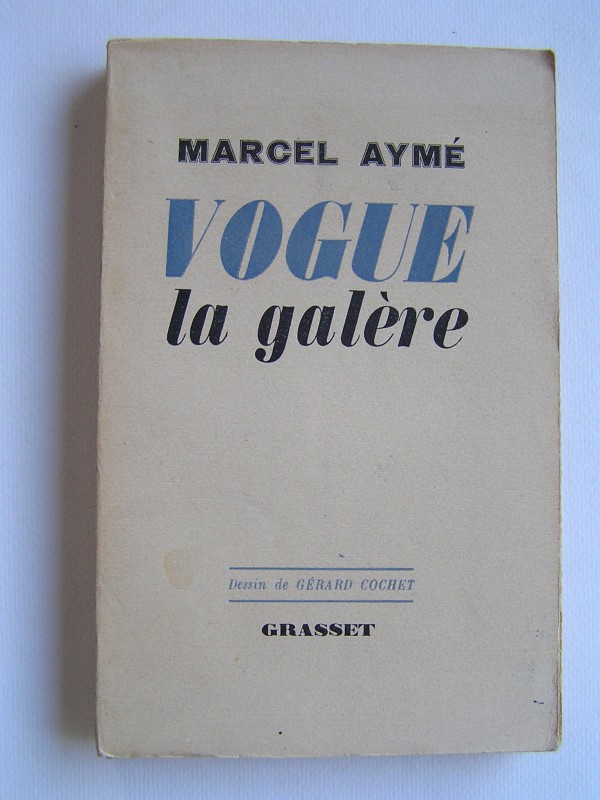 MARCEL AYMÉ
VOGUE
la galère
Dessin de GÉRARD COCHET
GRASSET